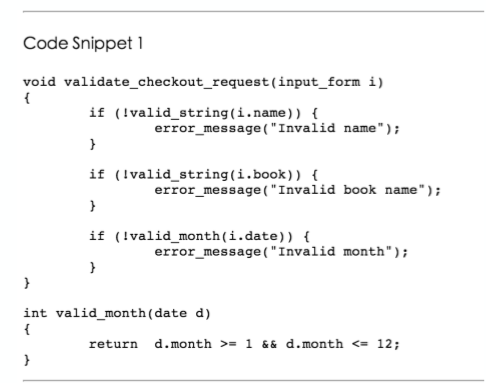 Code Snippet 1
void validate_checkout_request(input_form i)
{
        if (!valid_string(i.name)) {
                error_message("Invalid name");
        }
        if (!valid_string(i.book)) {
                error_message("Invalid book name");
        }
        if (!valid_month(i.date)) {
                error_message("Invalid month");
        }
}
int valid_month(date d)
{
        return  d.month >= 1 && d.month <= 12;
}